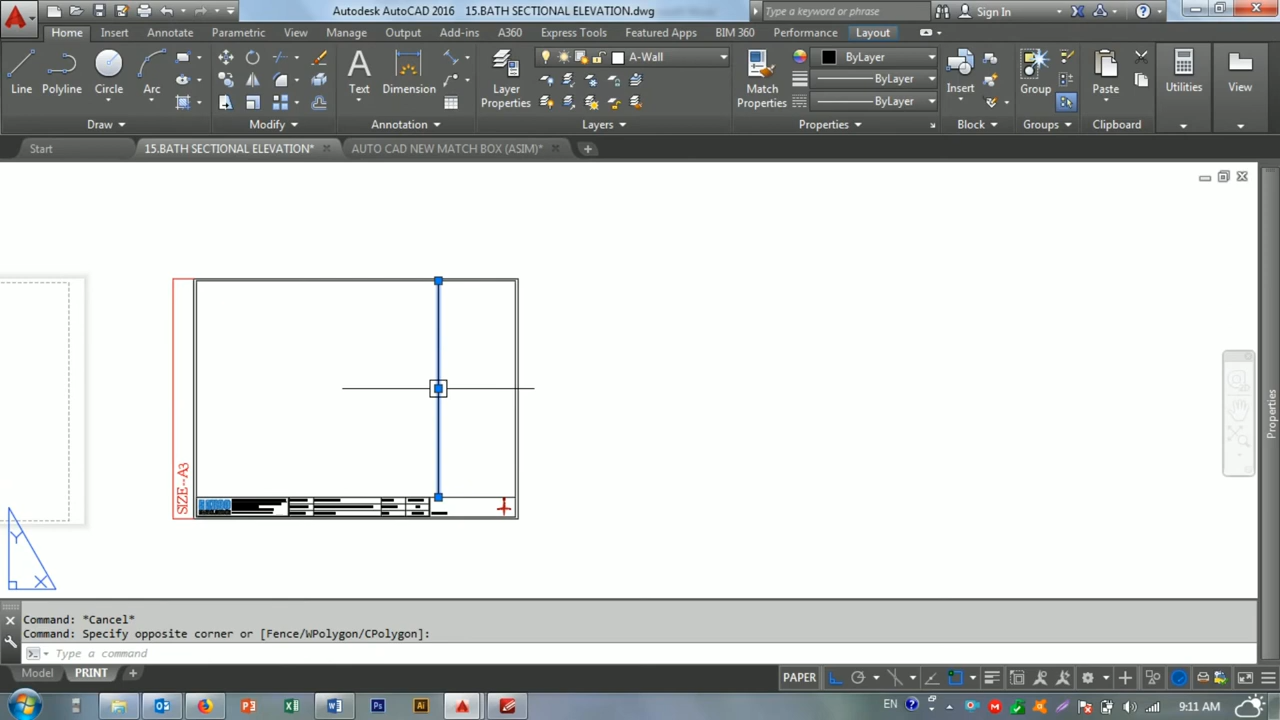 Autodesk AutoCAD 2016 15.BATH SECTIONAL ELEVATION.dwg
Type a keyword or phrase
Sign In
Home Insert Annotate Parametric View Manage Output Add-ins A360 Express Tools Featured Apps BIM 360 Performance Layout
A-Wall
ByLayer
ByLayer
ByLayer
Line Polyline Circle Arc Text Dimension Layer Properties Match Properties Insert Group Paste Utilities View
Draw Modify Annotation Layers Properties Block Groups Clipboard
Start 15.BATH SECTIONAL ELEVATION* AUTO CAD NEW MATCH BOX (ASIM)*
SIZE--A3
Y
X
Properties
Command: *Cancel*
Command: Specify opposite corner or [Fence/WPolygon/CPolygon]:
Type a command
Model PRINT
PAPER
EN
9:11 AM